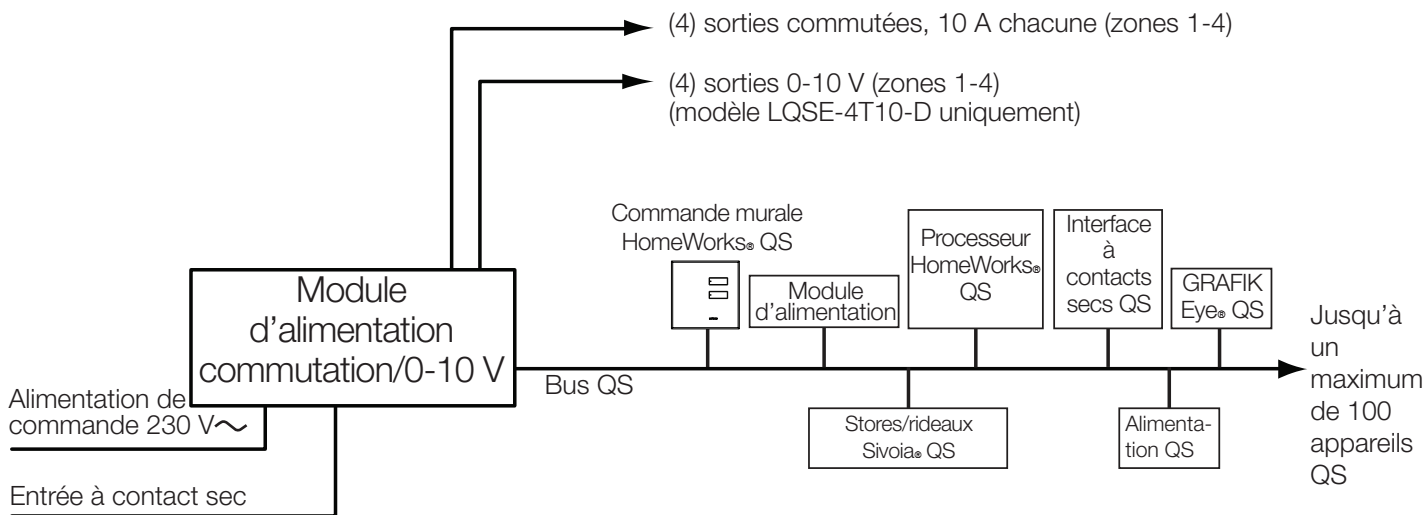 (4) sorties commutées, 10 A chacune (zones 1-4)
(4) sorties 0-10 V (zones 1-4)
(modèle LQSE-4T10-D uniquement)
Commande murale
HomeWorks® QS
Module
d'alimentation
Processeur
HomeWorks®
QS
Interface
à
contacts
secs QS
GRAFIK
Eye® QS
Jusqu'à
un
maximum
de 100
appareils
QS
Module
d'alimentation
commutation/0-10 V
Bus QS
Alimentation de
commande 230 V~
Stores/rideaux
Sivoia® QS
Alimenta-
tion QS
Entrée à contact sec